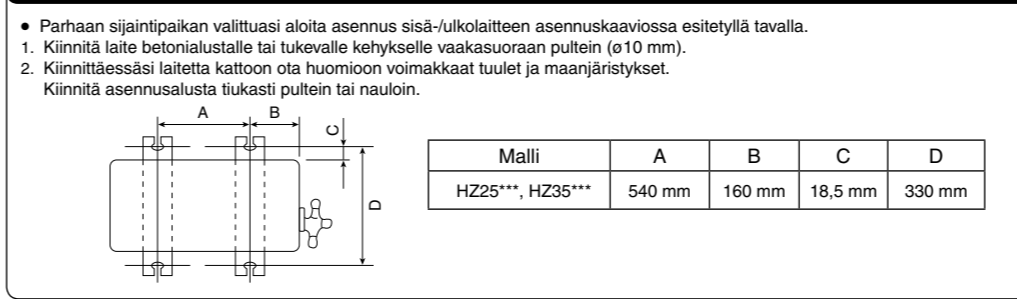 ● Parhaan sijaintipaikan valittuasi aloita asennus sisä-/ulkolaitteen asennuskaaviossa esitetyllä tavalla.
1. Kiinnitä laite betonialustalle tai tukevalle kehykselle vaakasuoraan pultein (ø10 mm).
2. Kiinnittäessäsi laitetta kattoon ota huomioon voimakkaat tuulet ja maanjäristykset.
Kiinnitä asennusalusta tiukasti pultein tai nauloin.
A B
C
D
Malli A B C D
HZ25***, HZ35*** 540 mm 160 mm 18,5 mm 330 mm